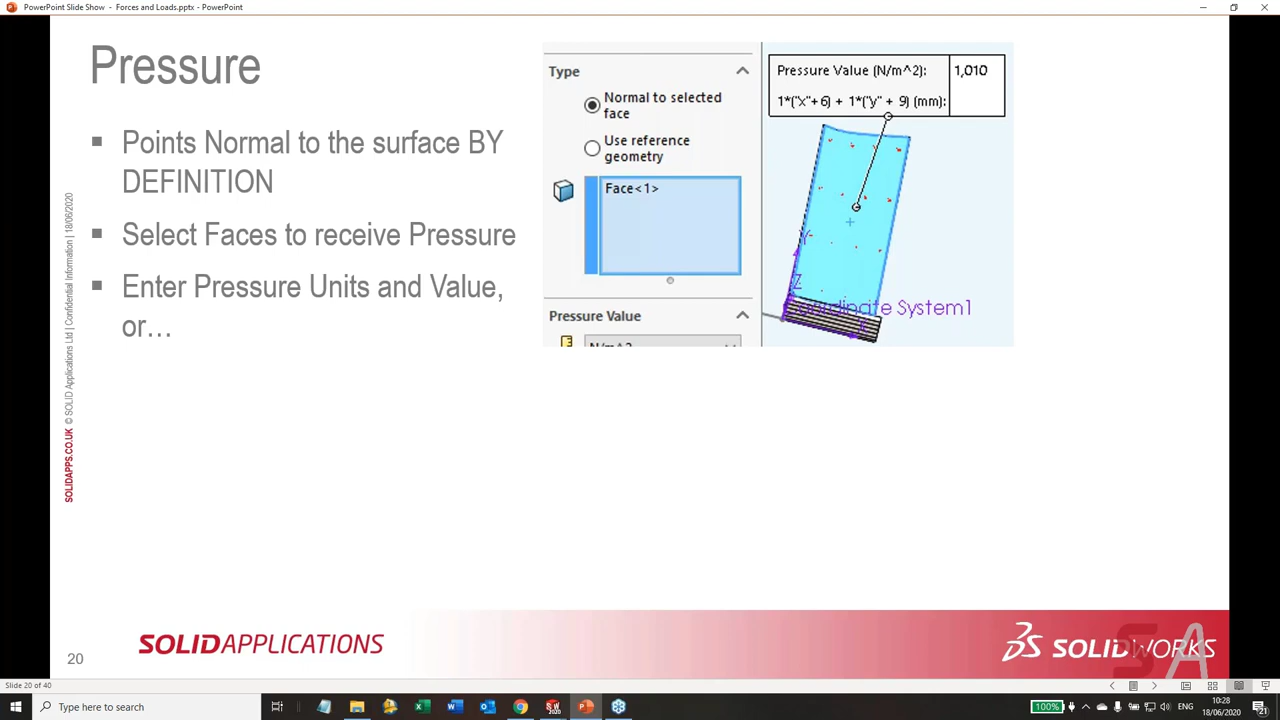 PowerPoint Slide Show - Forces and Loads.pptx - PowerPoint
Pressure
Points Normal to the surface BY
DEFINITION
Select Faces to receive Pressure
Enter Pressure Units and Value,
or…
Type
Normal to selected
face
Use reference
geometry
Face<1>
Pressure Value
N/m^2
Pressure Value (N/m^2): 1,010
1*("x"+6) + 1*("y" + 9) (mm):
Y
Z
Coordinate System1
SOLIDAPPS.CO.UK © SOLID Applications Ltd | Confidential Information | 18/06/2020
20
SOLIDAPPLICATIONS
SOLIDWORKS
SA
Slide 20 of 40
Type here to search
100%
10:28
18/06/2020
21